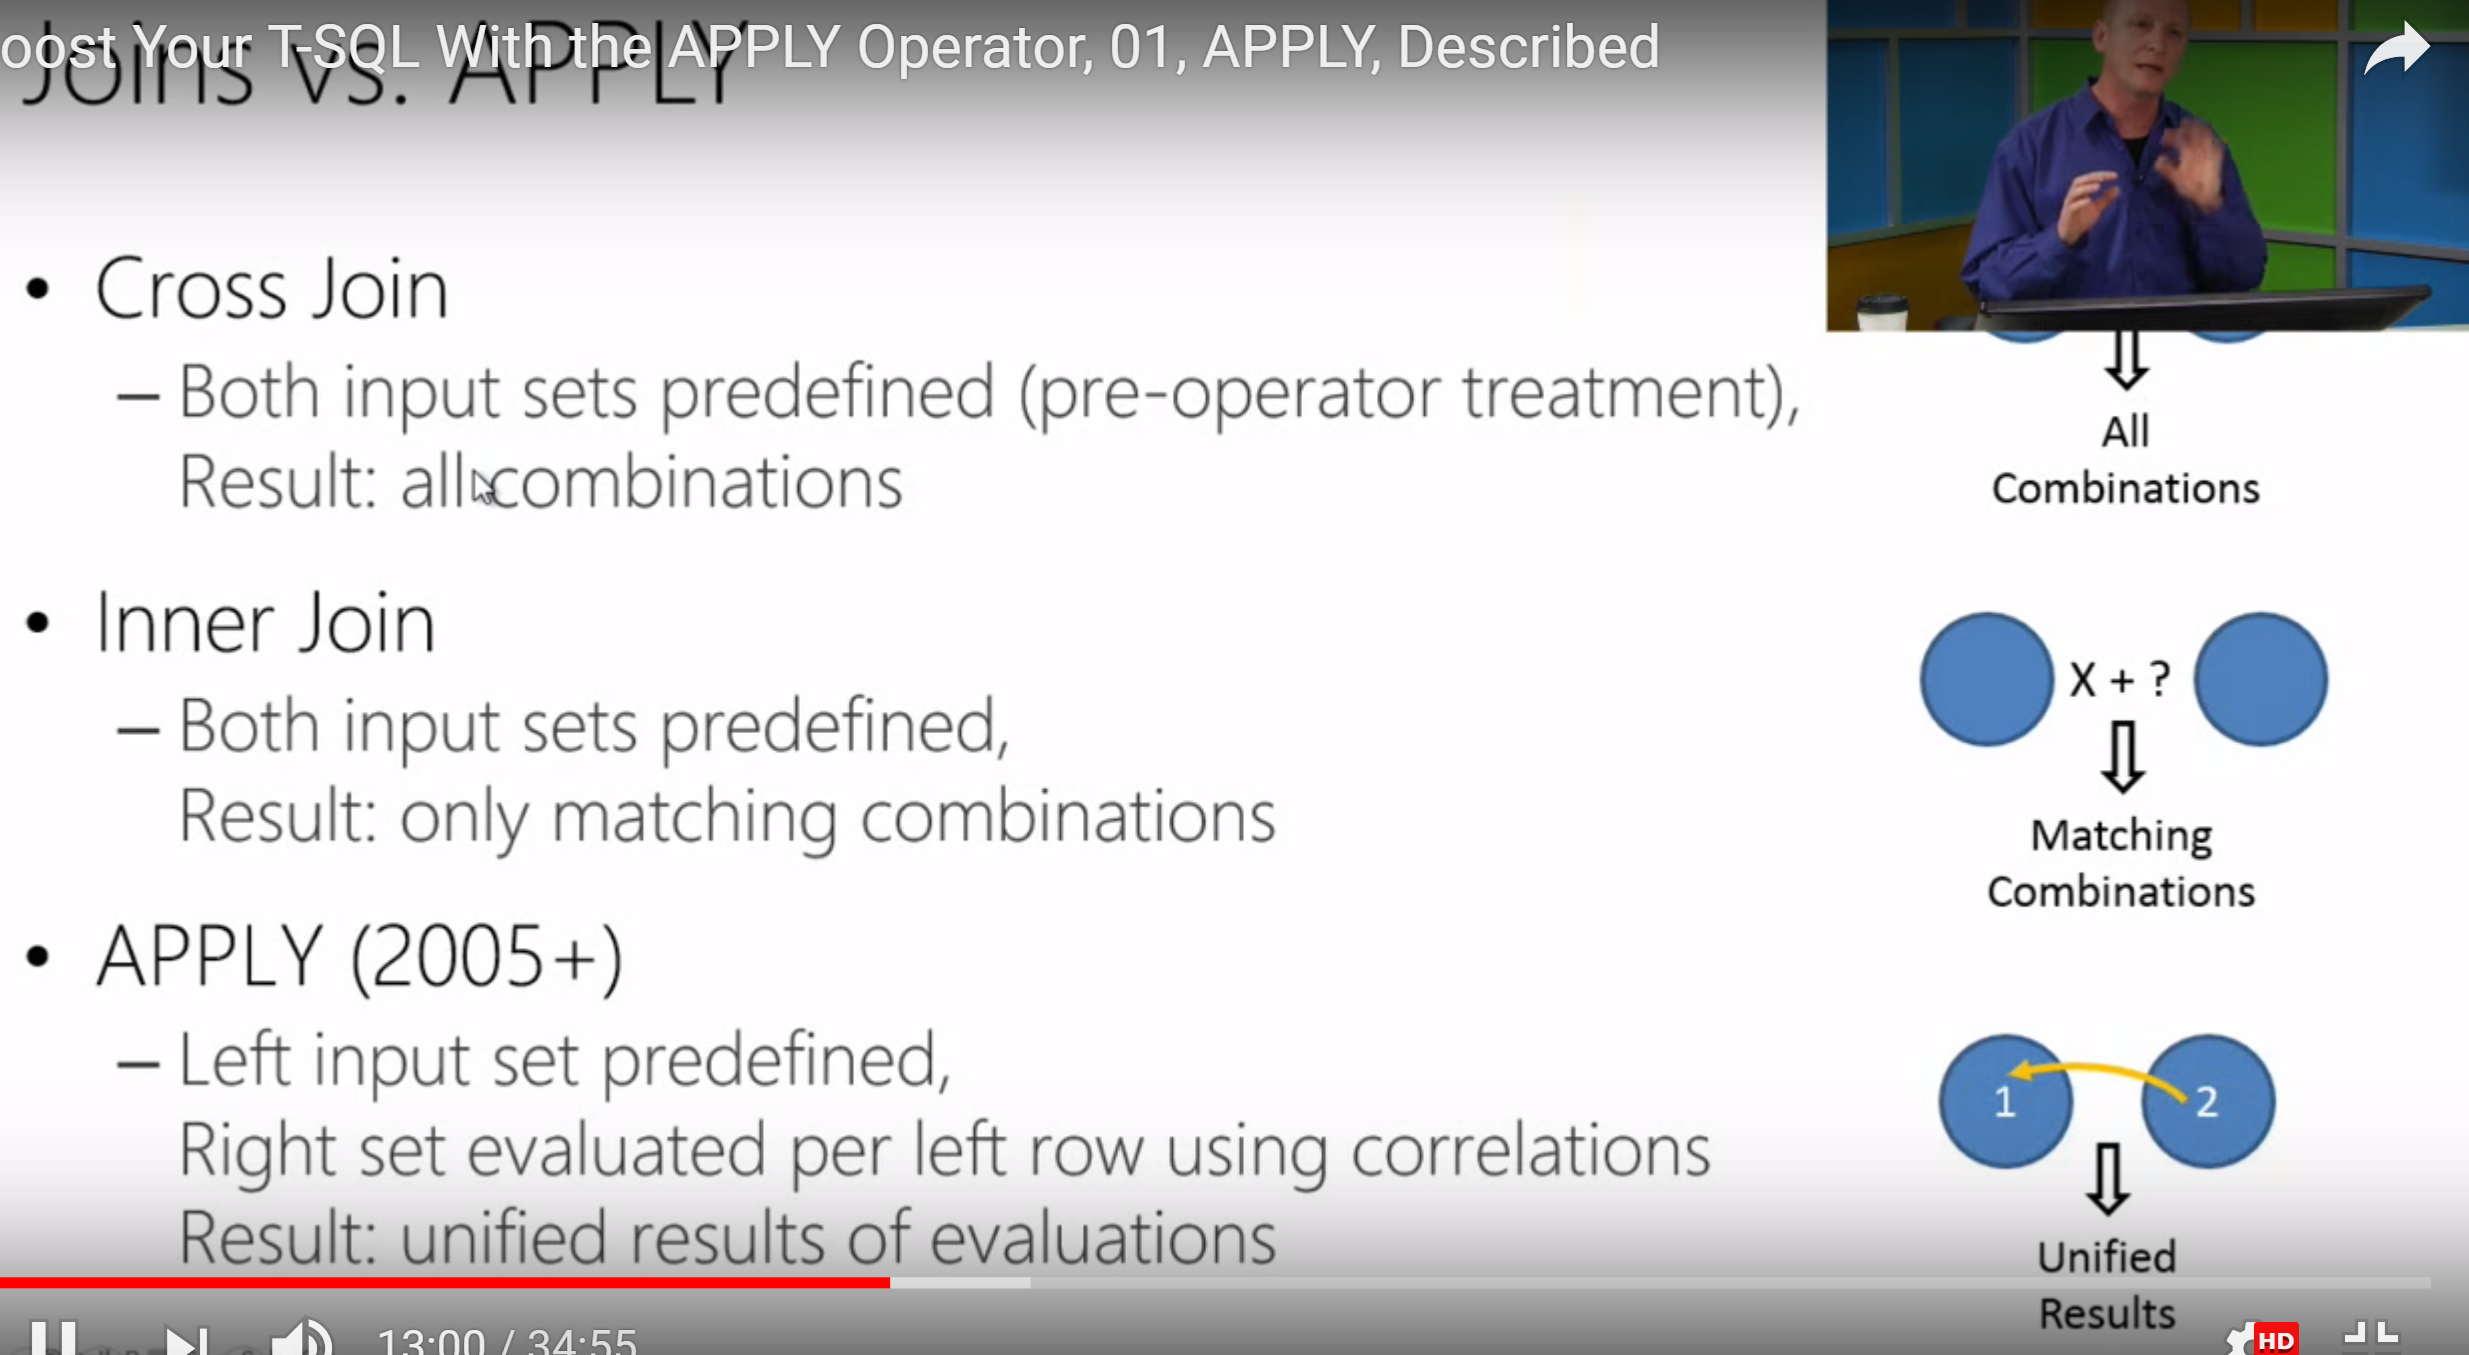 oost Your T-SQL With the APPLY Operator, 01, APPLY, Described
Joins vs. APPLY
• Cross Join
– Both input sets predefined (pre-operator treatment),
Result: all combinations
All
Combinations
• Inner Join
– Both input sets predefined,
Result: only matching combinations
X + ?
Matching
Combinations
• APPLY (2005+)
– Left input set predefined,
Right set evaluated per left row using correlations
Result: unified results of evaluations
1
2
Unified
Results
13:00 / 34:55
HD